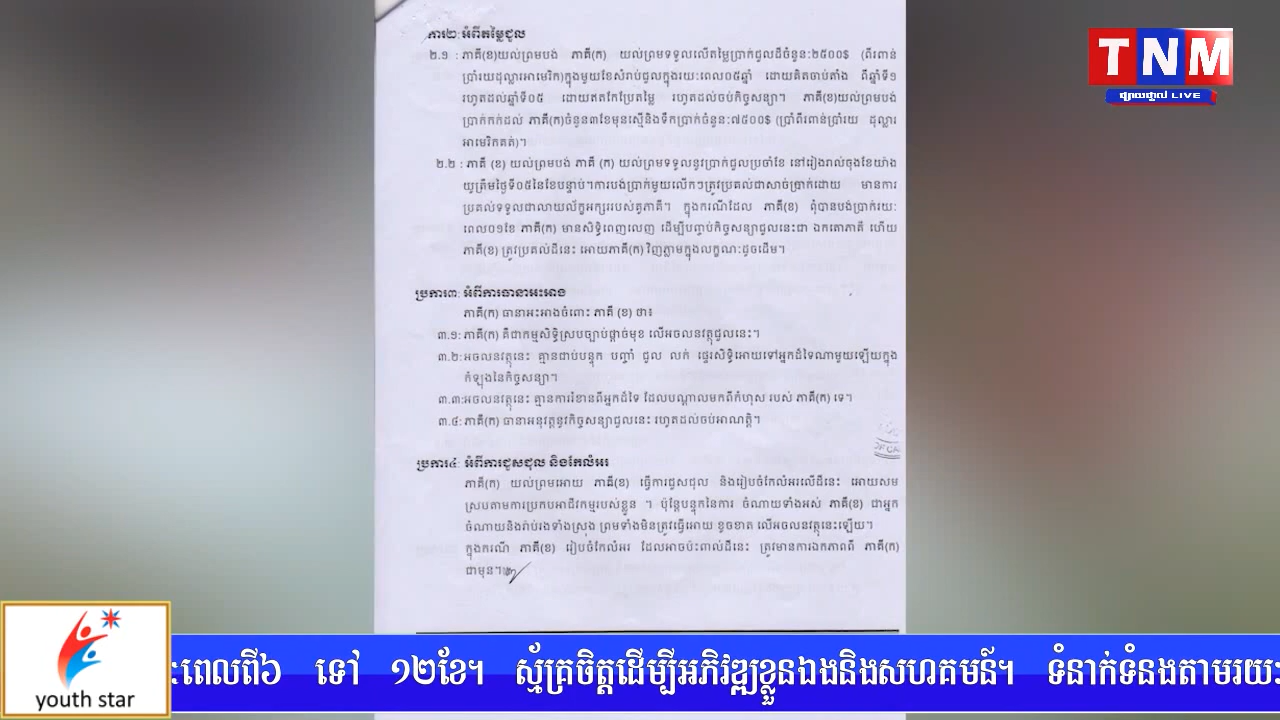 ការ២: អំពីតម្លៃជួល
២.១ : ភាគី(ខ)យល់ព្រមបង់ ភាគី(ក) យល់ព្រមទទួលលើតម្លៃប្រាក់ជួលដីចំនួន:២៥០០$ (ពីរពាន់
ប្រាំរយដុល្លារអាមេរិក)ក្នុងមួយខែសំរាប់ជួលក្នុងរយ:ពេល០៥ឆ្នាំ ដោយគិតចាប់តាំង ពីឆ្នាំទី១
រហូតដល់ឆ្នាំទី០៥ ដោយឥតកែប្រែតម្លៃ រហូតដល់ចប់កិច្ចសន្យា។ ភាគី(ខ)យល់ព្រមបង់
ប្រាក់កក់ដល់ ភាគី(ក)ចំនួន៣ខែមុនស្មើនិងទឹកប្រាក់ចំនួន:៧៥០០$ (ប្រាំពីរពាន់ប្រាំរយ ដុល្លារ
អាមេរិកគត់)។
២.២ : ភាគី (ខ) យល់ព្រមបង់ ភាគី (ក) យល់ព្រមទទួលនូវប្រាក់ជួលប្រចាំខែ នៅរៀងរាល់ចុងខែយ៉ាង
យូត្រឹមថ្ងៃទី០៥នៃខែបន្ទាប់។ការបង់ប្រាក់មួយលើកៗត្រូវប្រគល់ជាសាច់ប្រាក់ដោយ មានការ
ប្រគល់ទទួលជាលាយល័ក្ខអក្សររបស់គូភាគី។ ក្នុងករណីដែល ភាគី(ខ) ពុំបានបង់ប្រាក់រយ:
ពេល០១ខែ ភាគី(ក) មានសិទ្ធិពេញលេញ ដើម្បីបញ្ចប់កិច្ចសន្យាជួលនេះជា ឯកតោភាគី ហើយ
ភាគី(ខ) ត្រូវប្រគល់ដីនេះ អោយភាគី(ក) វិញភ្លាមក្នុងលក្ខណ:ដូចដើម។
ប្រការ៣: អំពីការធានាអះអាង
ភាគី(ក) ធានាអះអាងចំពោះ ភាគី (ខ) ថា៖
៣.១: ភាគី(ក) គឺជាកម្មសិទ្ធិស្របច្បាប់ផ្តាច់មុខ លើអចលនវត្ថុជួលនេះ។
៣.២:អចលនវត្ថុនេះ គ្មានជាប់បន្ទុក បញ្ចាំ ជួល លក់ ផ្ទេរសិទ្ធិអោយទៅអ្នកដ៏ទៃណាមួយឡើយក្នុង
កំឡុងនៃកិច្ចសន្យា។
៣.៣:អចលនវត្ថុនេះ គ្មានការរំខានពីអ្នកដ៏ទៃ ដែលបណ្តាលមកពីកំហុស របស់ ភាគី(ក) ទេ។
៣.៤: ភាគី(ក) ធានាអនុវត្តនូវកិច្ចសន្យាជួលនេះ រហូតដល់ចប់អាណត្តិ។
ប្រការ៤: អំពីការជួសជុល និងកែលំអរ
ភាគី(ក) យល់ព្រមអោយ ភាគី(ខ) ធ្វើការជួសជុល និងរៀបចំកែលំអរលើដីនេះ អោយសម
ស្របតាមការប្រកបអាជីវកម្មរបស់ខ្លួន ។ ប៉ុន្តែបន្ទុកនៃការ ចំណាយទាំងអស់ ភាគី(ខ) ជាអ្នក
ចំណាយនិងរ៉ាប់រងទាំងស្រុង ព្រមទាំងមិនត្រូវធ្វើអោយ ខូចខាត លើអចលនវត្ថុនេះឡើយ។
ក្នុងករណី ភាគី(ខ) រៀបចំកែលំអរ ដែលអាចប៉ះពាល់ដីនេះ ត្រូវមានការឯកភាពពី ភាគី(ក)
ជាមុន។
TNM
ផ្សាយផ្ទាល់ LIVE
youth star
:ពេលពី៦ ទៅ ១២ខែ។ ស្ម័គ្រចិត្តដើម្បីអភិវឌ្ឍខ្លួនឯងនិងសហគមន៍។ ទំនាក់ទំនងតាមរយ: